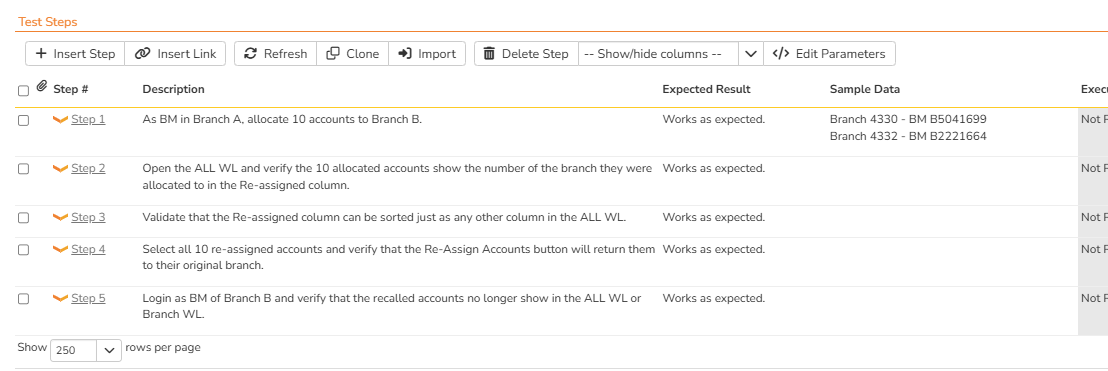 Test Steps
Insert Step Insert Link Refresh Clone Import Delete Step -- Show/hide columns -- Edit Parameters
Step # Description Expected Result Sample Data Execu
Step 1 As BM in Branch A, allocate 10 accounts to Branch B. Works as expected. Branch 4330 - BM B5041699 Not P
Branch 4332 - BM B2221664
Step 2 Open the ALL WL and verify the 10 allocated accounts show the number of the branch they were Works as expected. Not P
allocated to in the Re-assigned column.
Step 3 Validate that the Re-assigned column can be sorted just as any other column in the ALL WL. Works as expected. Not P
Step 4 Select all 10 re-assigned accounts and verify that the Re-Assign Accounts button will return them Works as expected. Not P
to their original branch.
Step 5 Login as BM of Branch B and verify that the recalled accounts no longer show in the ALL WL or Works as expected. Not P
Branch WL.
Show 250 rows per page